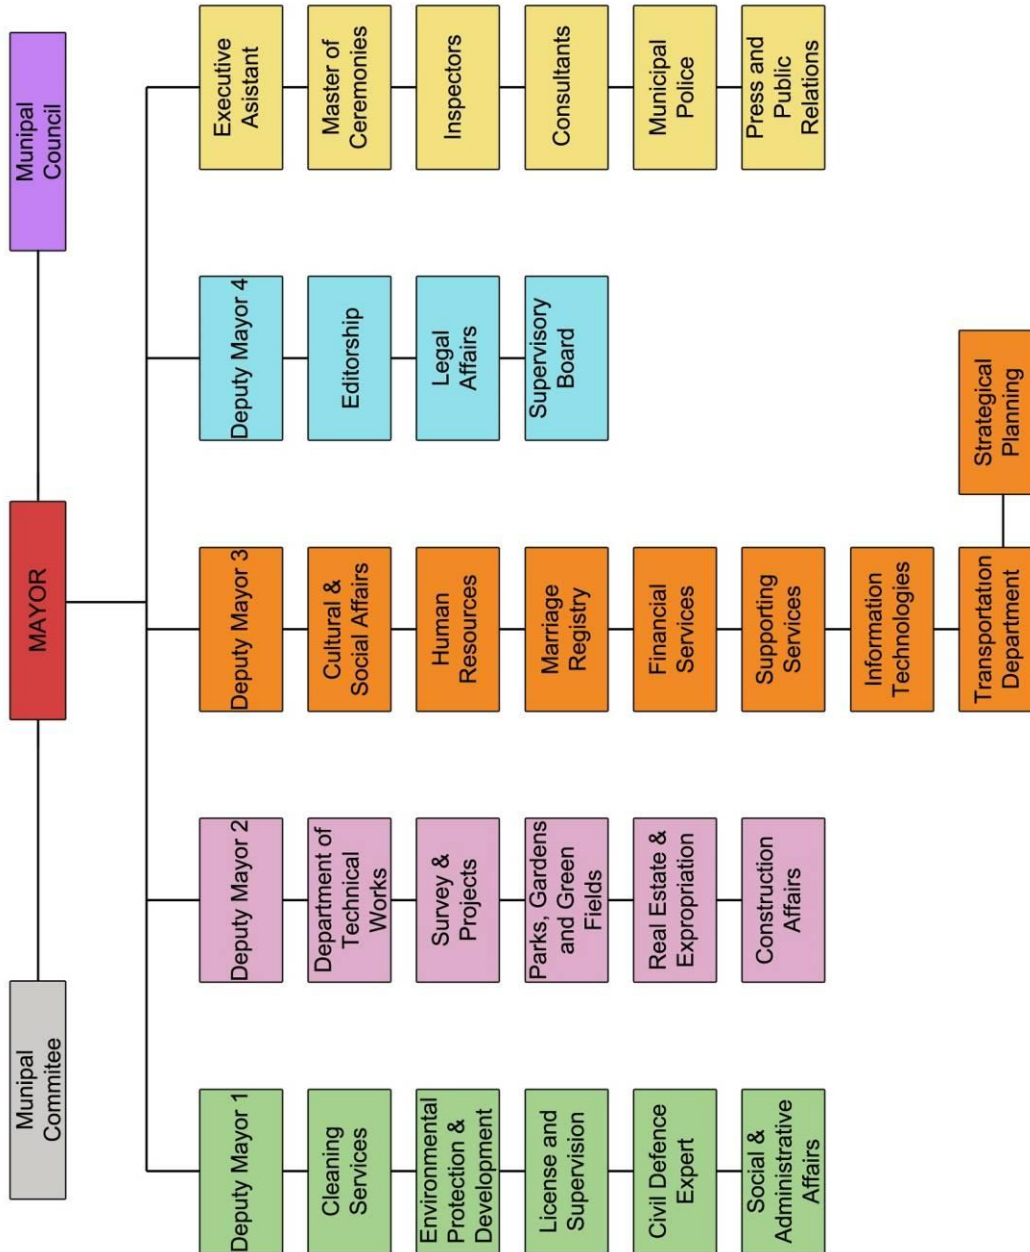 Munipal
Commitee
MAYOR
Munipal
Council
Deputy Mayor 1
Cleaning
Services
Environmental
Protection &
Development
License and
Supervision
Civil Defence
Expert
Social &
Administrative
Affairs
Deputy Mayor 2
Department of
Technical
Works
Survey &
Projects
Parks, Gardens
and Green
Fields
Real Estate &
Expropriation
Construction
Affairs
Deputy Mayor 3
Cultural &
Social Affairs
Human
Resources
Marriage
Registry
Financial
Services
Supporting
Services
Information
Technologies
Transportation
Department
Strategical
Planning
Deputy Mayor 4
Editorship
Legal
Affairs
Supervisory
Board
Executive
Asistant
Master of
Ceremonies
Inspectors
Consultants
Municipal
Police
Press and
Public
Relations